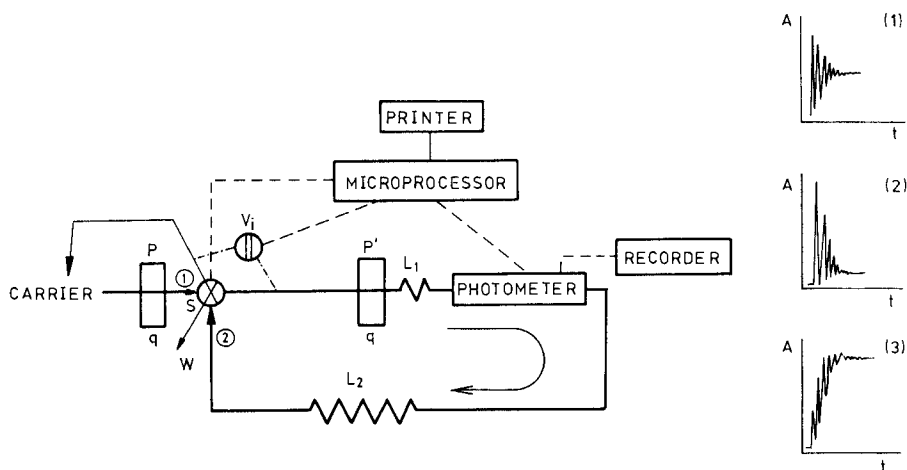 A (1)
t
PRINTER
MICROPROCESSOR
Vi
A (2)
t
P P' L1 RECORDER
CARRIER ① S PHOTOMETER
q ② q
W
L2
A (3)
t